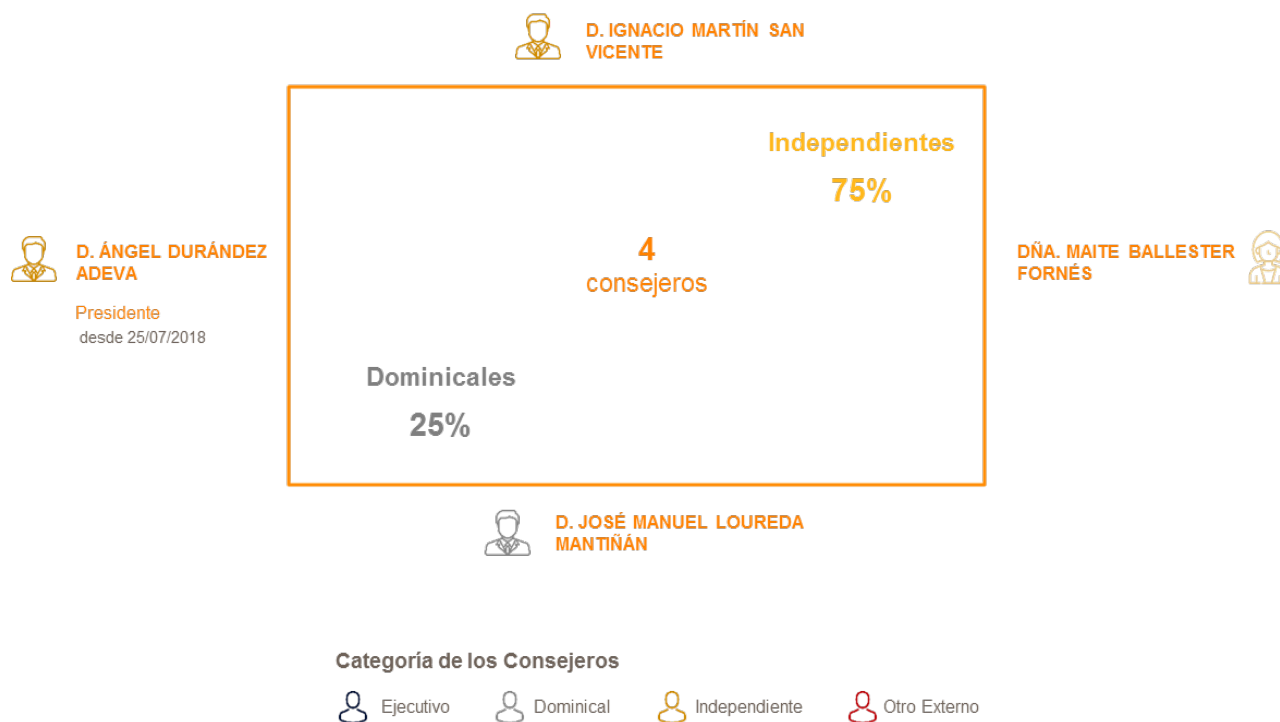 D. IGNACIO MARTÍN SAN
VICENTE
Independientes
75%
D. ÁNGEL DURÁNDEZ
ADEVA
Presidente
desde 25/07/2018
4
consejeros
DÑA. MAITE BALLESTER
FORNÉS
Dominicales
25%
D. JOSÉ MANUEL LOUREDA
MANTIÑÁN
Categoría de los Consejeros
Ejecutivo Dominical Independiente Otro Externo